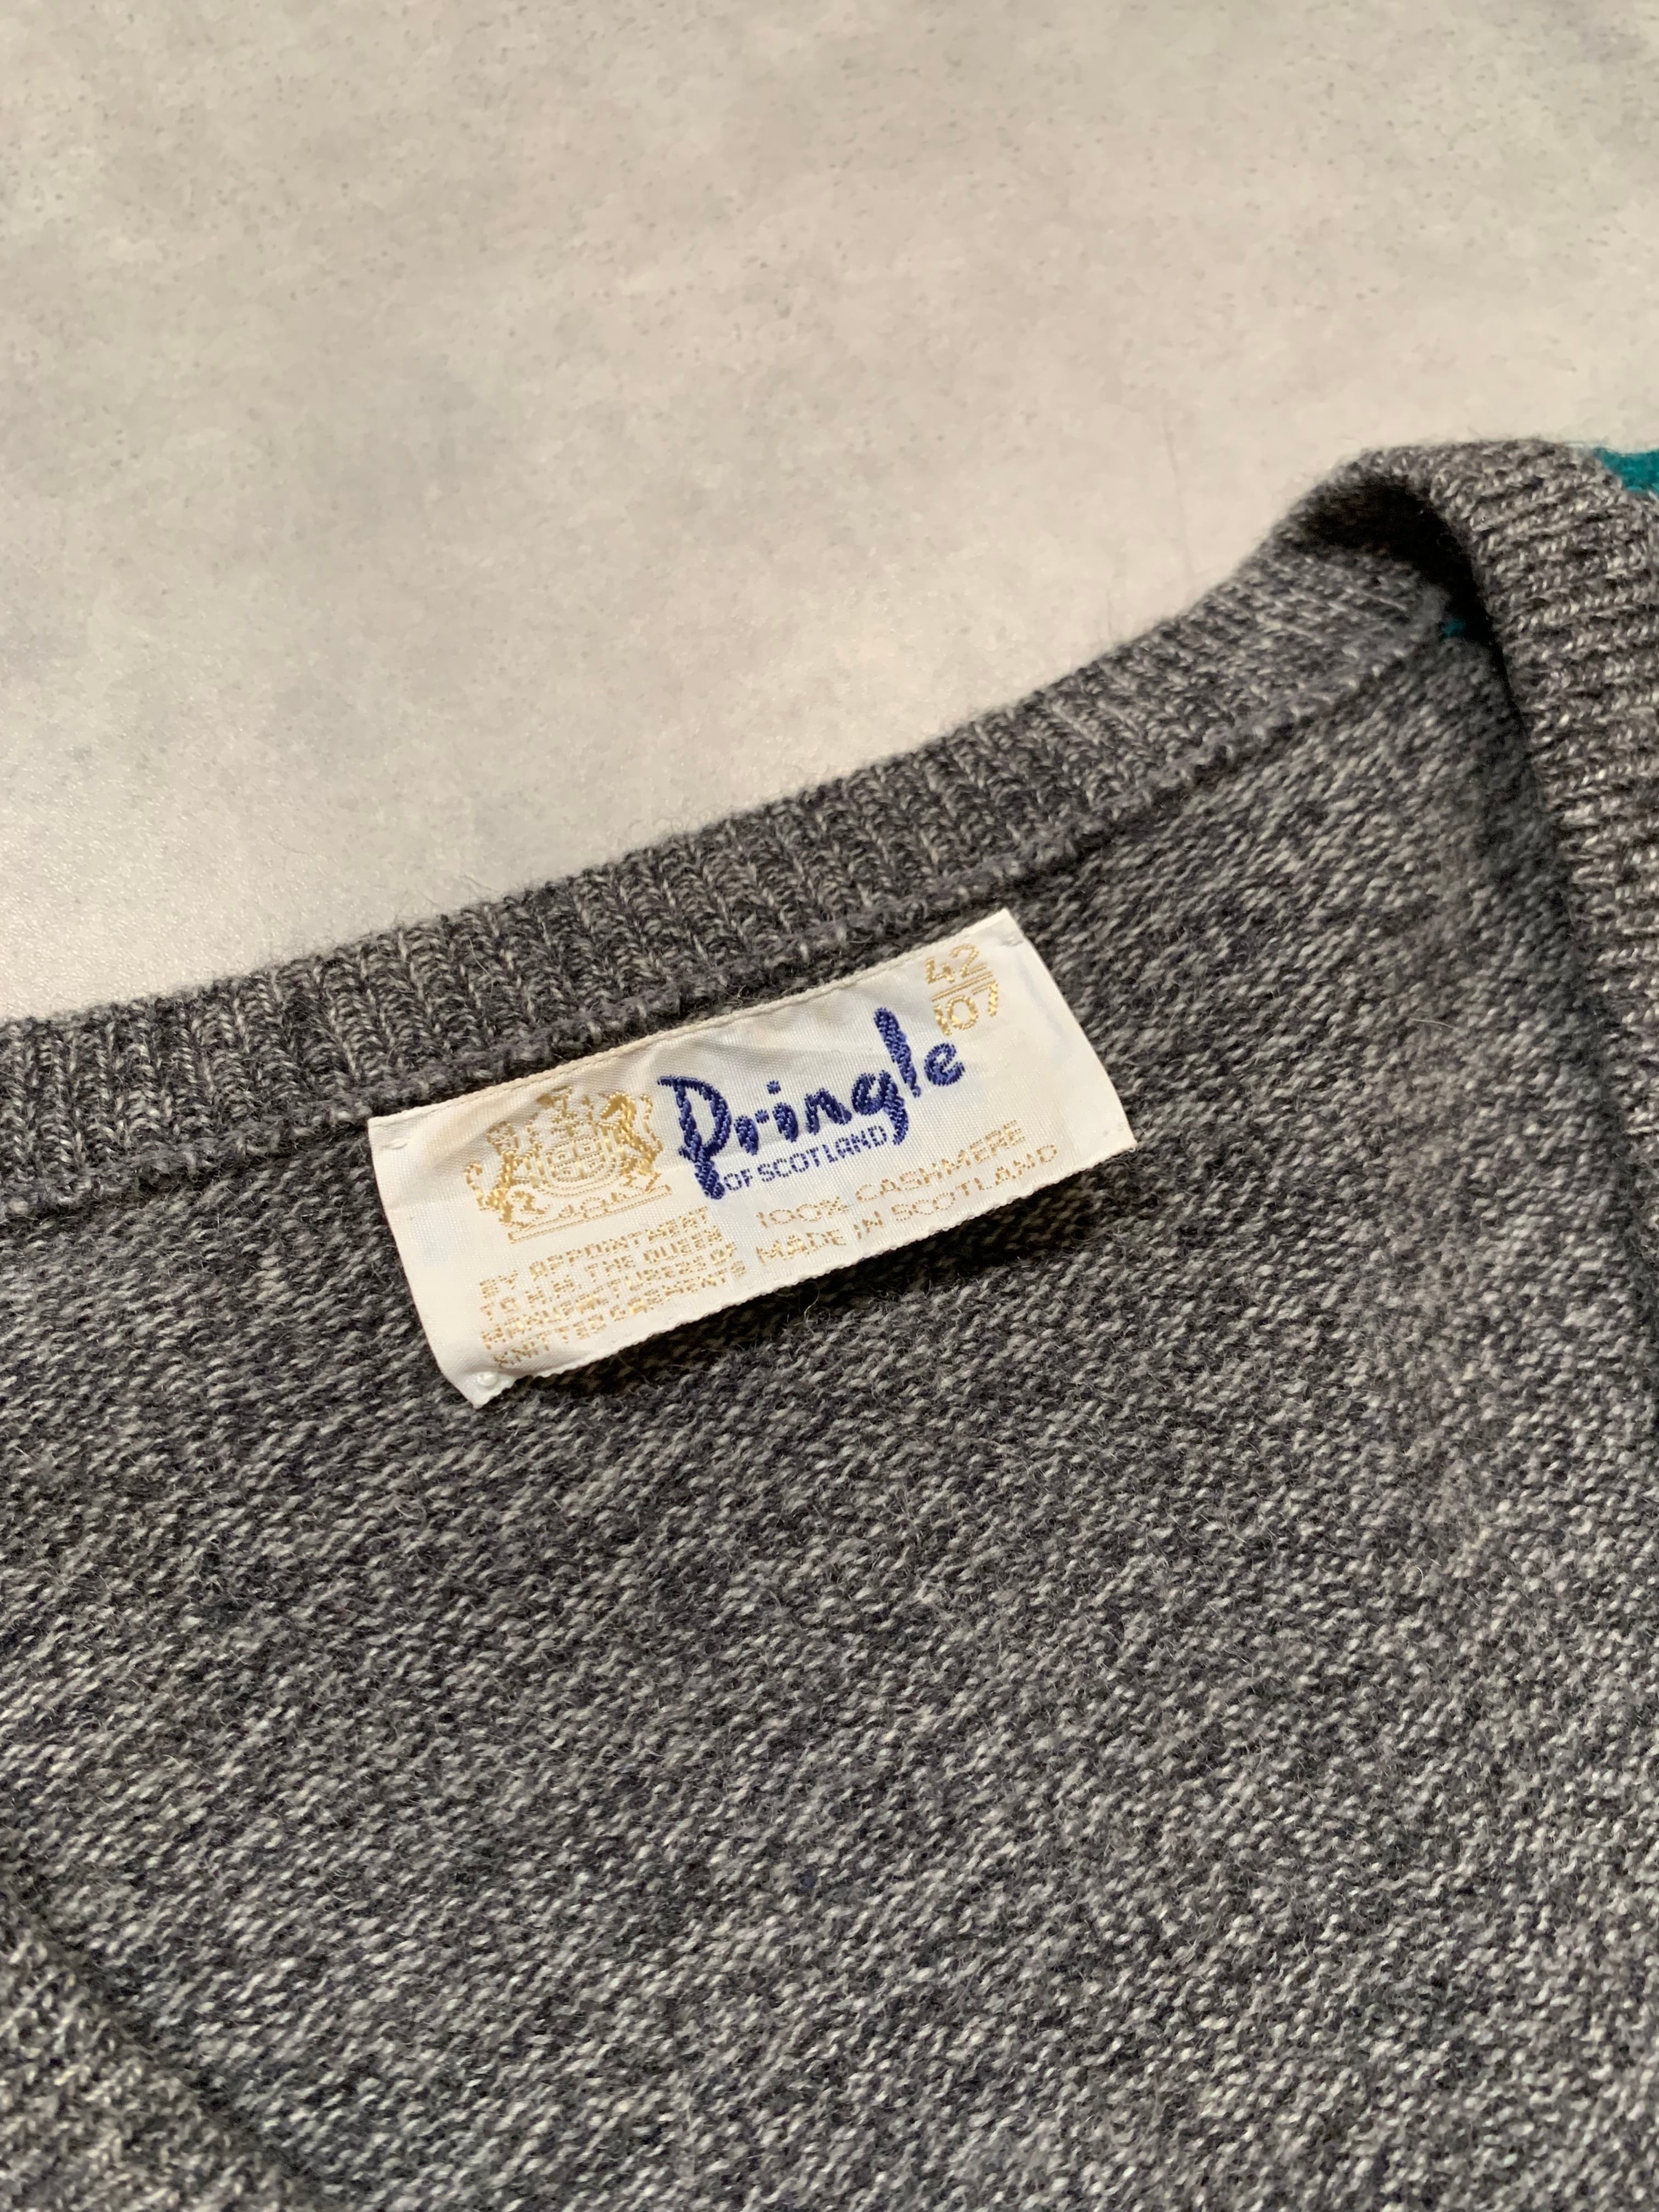 42
107
Pringle
OF SCOTLAND
100% CASHMERE
MADE IN SCOTLAND
BY APPOINTMENT
TO H.M. THE QUEEN
MANUFACTURERS OF
KNITTED GARMENTS